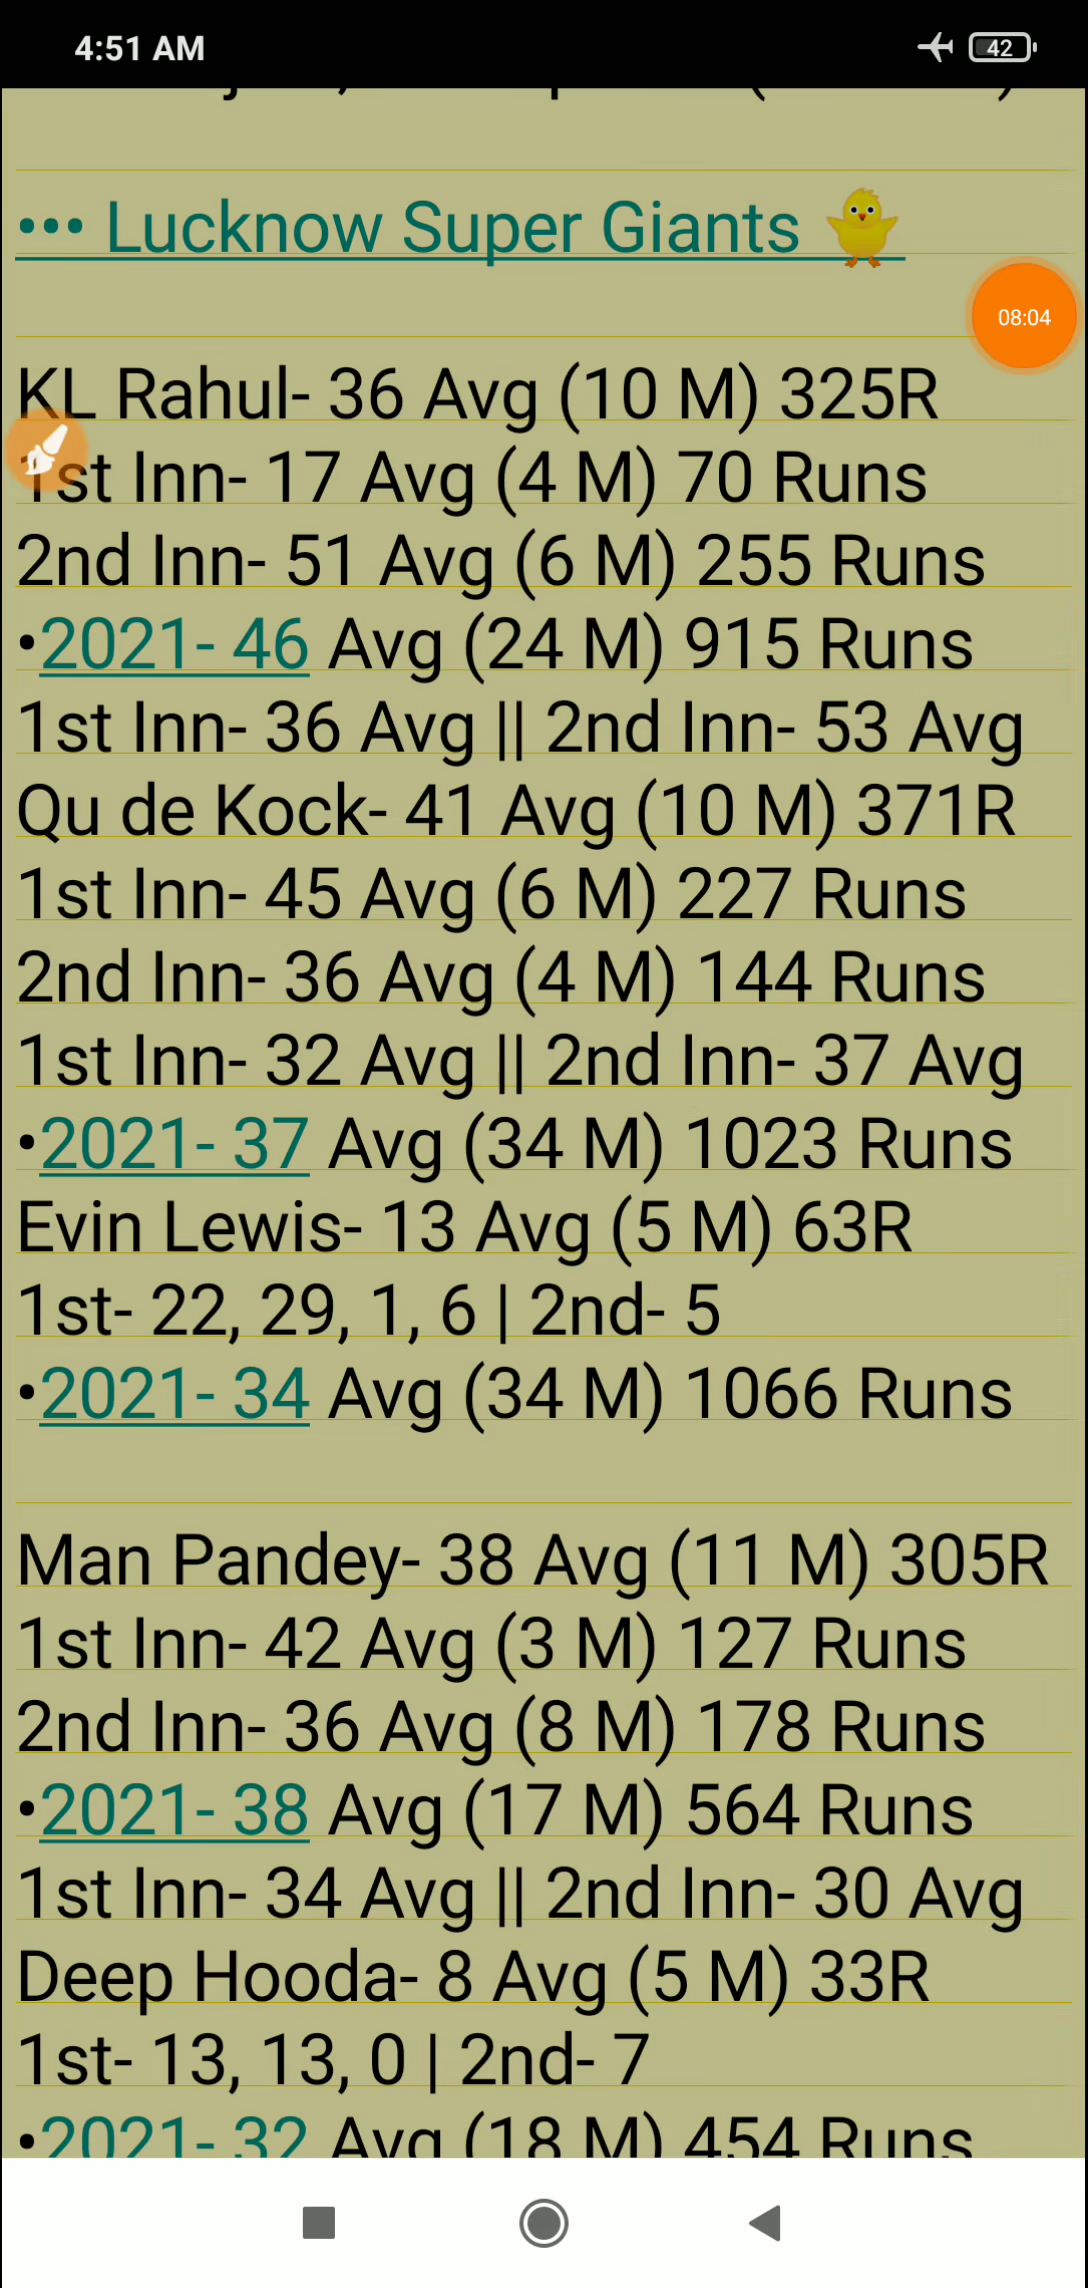 4:51 AM
42
••• Lucknow Super Giants 🐥
08:04
KL Rahul- 36 Avg (10 M) 325R
1st Inn- 17 Avg (4 M) 70 Runs
2nd Inn- 51 Avg (6 M) 255 Runs
•2021- 46 Avg (24 M) 915 Runs
1st Inn- 36 Avg || 2nd Inn- 53 Avg
Qu de Kock- 41 Avg (10 M) 371R
1st Inn- 45 Avg (6 M) 227 Runs
2nd Inn- 36 Avg (4 M) 144 Runs
1st Inn- 32 Avg || 2nd Inn- 37 Avg
•2021- 37 Avg (34 M) 1023 Runs
Evin Lewis- 13 Avg (5 M) 63R
1st- 22, 29, 1, 6 | 2nd- 5
•2021- 34 Avg (34 M) 1066 Runs
Man Pandey- 38 Avg (11 M) 305R
1st Inn- 42 Avg (3 M) 127 Runs
2nd Inn- 36 Avg (8 M) 178 Runs
•2021- 38 Avg (17 M) 564 Runs
1st Inn- 34 Avg || 2nd Inn- 30 Avg
Deep Hooda- 8 Avg (5 M) 33R
1st- 13, 13, 0 | 2nd- 7
•2021- 32 Avg (18 M) 454 Runs